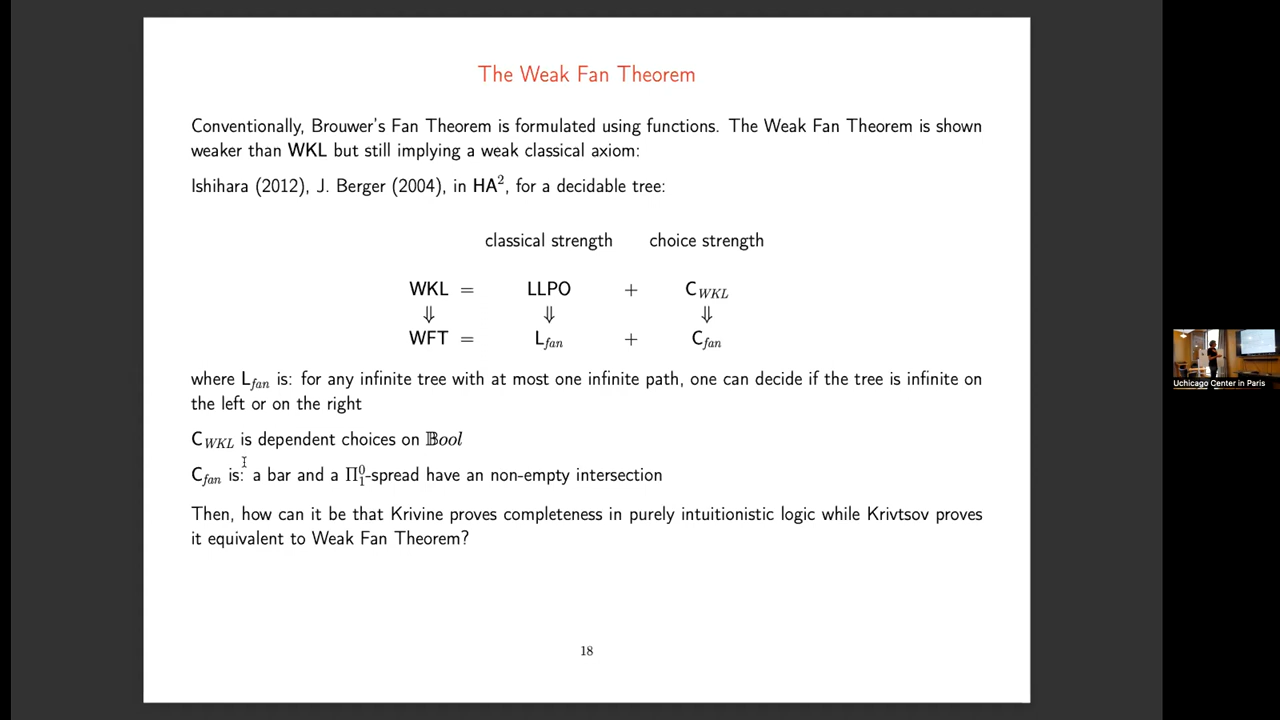 The Weak Fan Theorem
Conventionally, Brouwer's Fan Theorem is formulated using functions. The Weak Fan Theorem is shown
weaker than WKL but still implying a weak classical axiom:
Ishihara (2012), J. Berger (2004), in HA², for a decidable tree:
classical strength choice strength
WKL = LLPO + C_WKL
⇓ ⇓ ⇓
WFT = L_fan + C_fan
where L_fan is: for any infinite tree with at most one infinite path, one can decide if the tree is infinite on
the left or on the right
C_WKL is dependent choices on 𝔹ool
C_fan is: a bar and a Π⁰₁-spread have an non-empty intersection
Then, how can it be that Krivine proves completeness in purely intuitionistic logic while Krivtsov proves
it equivalent to Weak Fan Theorem?
18
Uchicago Center in Paris